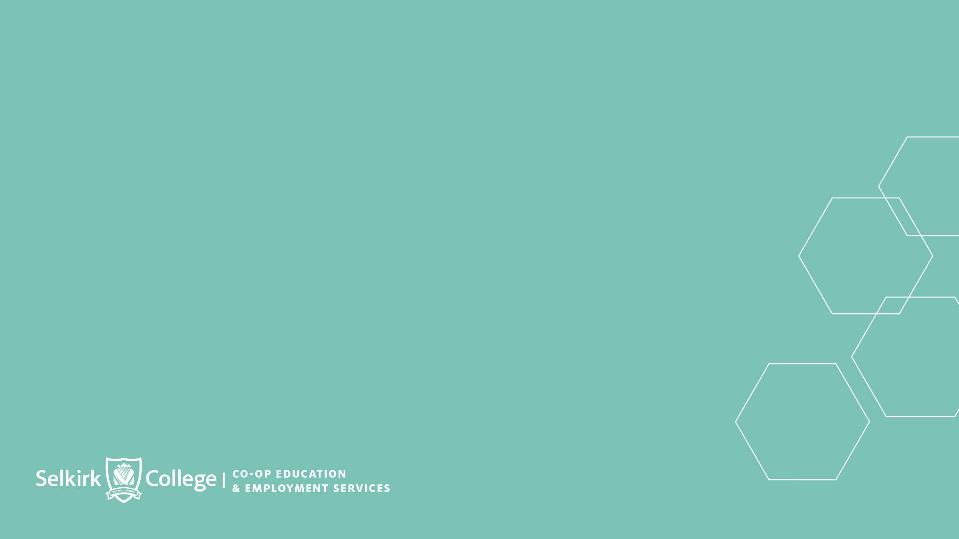 Selkirk College | CO-OP EDUCATION
& EMPLOYMENT SERVICES